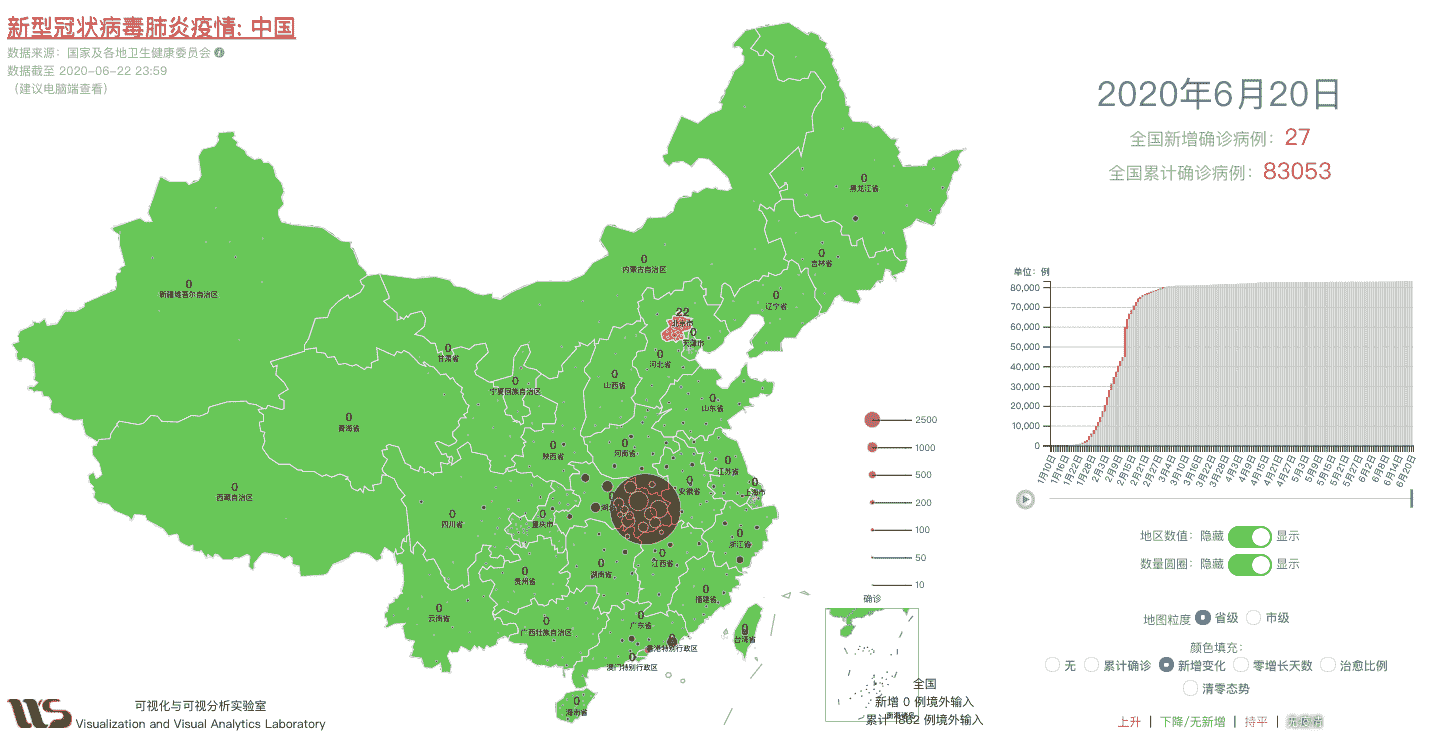 新型冠状病毒肺炎疫情: 中国
数据来源: 国家及各地卫生健康委员会
数据截至 2020-06-22 23:59
(建议电脑端查看)
2020年6月20日
全国新增确诊病例: 27
全国累计确诊病例: 83053
0
黑龙江省
0
内蒙古自治区
0
吉林省
0
新疆维吾尔自治区
0
辽宁省
22
北京市
0
天津市
0
甘肃省
0
河北省
0
山西省
0
宁夏回族自治区
0
山东省
0
青海省
0
陕西省
0
河南省
0
江苏省
0
安徽省
0
上海市
0
西藏自治区
0
四川省
0
重庆市
0
浙江省
0
江西省
0
湖南省
0
贵州省
0
福建省
0
云南省
0
广西壮族自治区
0
广东省
0
台湾省
香港特别行政区
0
澳门特别行政区
0
海南省
2500
1000
500
200
100
50
10
确诊
全国
新增 0 例境外输入
累计 1882 例境外输入
单位: 例
80,000
70,000
60,000
50,000
40,000
30,000
20,000
10,000
0
1月10日
1月16日
1月22日
1月28日
2月3日
2月9日
2月15日
2月21日
2月27日
3月4日
3月10日
3月16日
3月22日
3月28日
4月3日
4月9日
4月15日
4月21日
4月27日
5月3日
5月9日
5月15日
5月21日
5月27日
6月2日
6月8日
6月14日
6月20日
地区数值: 隐藏 显示
数量圆圈: 隐藏 显示
地图粒度 省级 市级
颜色填充:
无 累计确诊 新增变化 零增长天数 治愈比例
清零态势
上升 | 下降/无新增 | 持平 | 无疫情
可视化与可视分析实验室
Visualization and Visual Analytics Laboratory